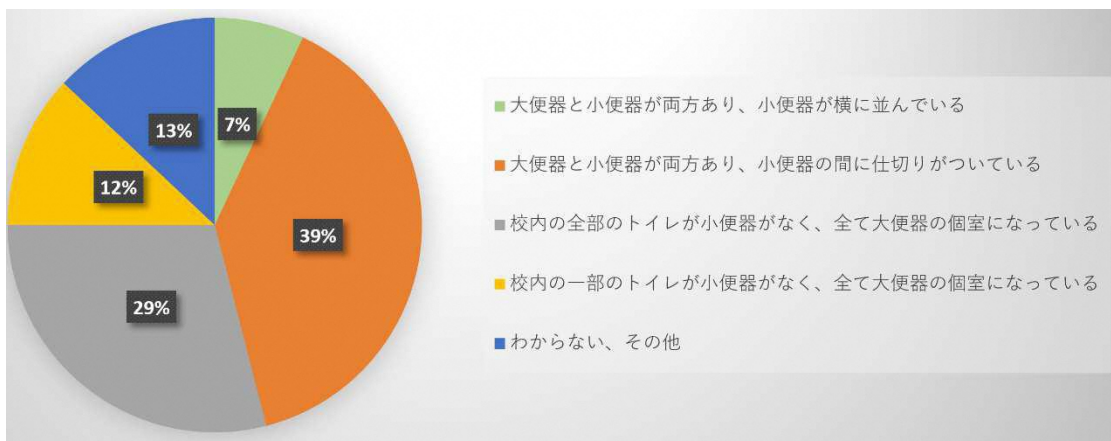 7%
39%
29%
12%
13%
大便器と小便器が両方あり、小便器が横に並んでいる
大便器と小便器が両方あり、小便器の間に仕切りがついている
校内の全部のトイレが小便器がなく、全て大便器の個室になっている
校内の一部のトイレが小便器がなく、全て大便器の個室になっている
わからない、その他